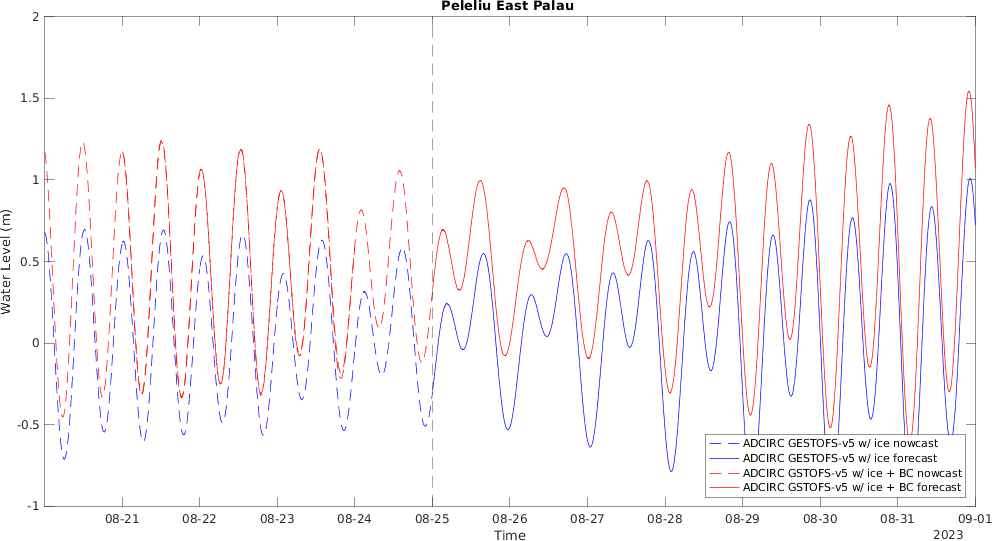 Peleliu East Palau
2
1.5
1
0.5
0
-0.5
-1
Water Level (m)
08-21 08-22 08-23 08-24 08-25 08-26 08-27 08-28 08-29 08-30 08-31 09-01
Time
2023
ADCIRC GESTOFS-v5 w/ ice nowcast
ADCIRC GESTOFS-v5 w/ ice forecast
ADCIRC GSTOFS-v5 w/ ice + BC nowcast
ADCIRC GSTOFS-v5 w/ ice + BC forecast